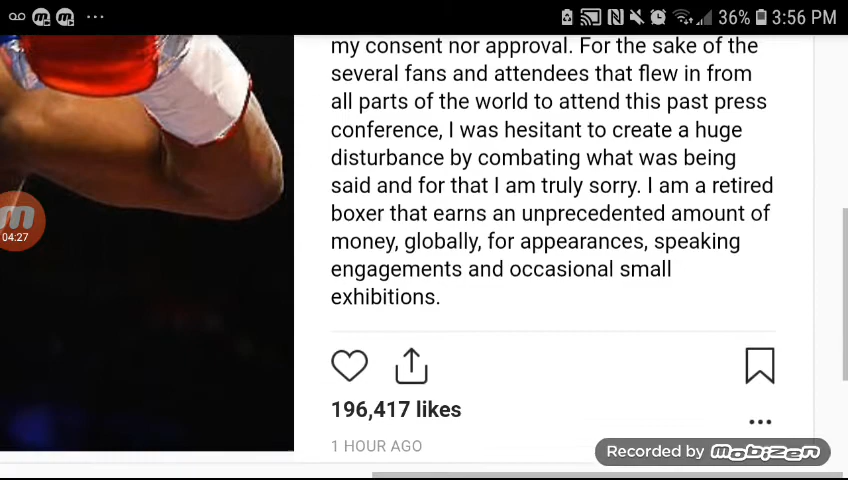 36% 3:56 PM
my consent nor approval. For the sake of the
several fans and attendees that flew in from
all parts of the world to attend this past press
conference, I was hesitant to create a huge
disturbance by combating what was being
said and for that I am truly sorry. I am a retired
boxer that earns an unprecedented amount of
money, globally, for appearances, speaking
engagements and occasional small
exhibitions.
04:27
196,417 likes
1 HOUR AGO
Recorded by mobizen